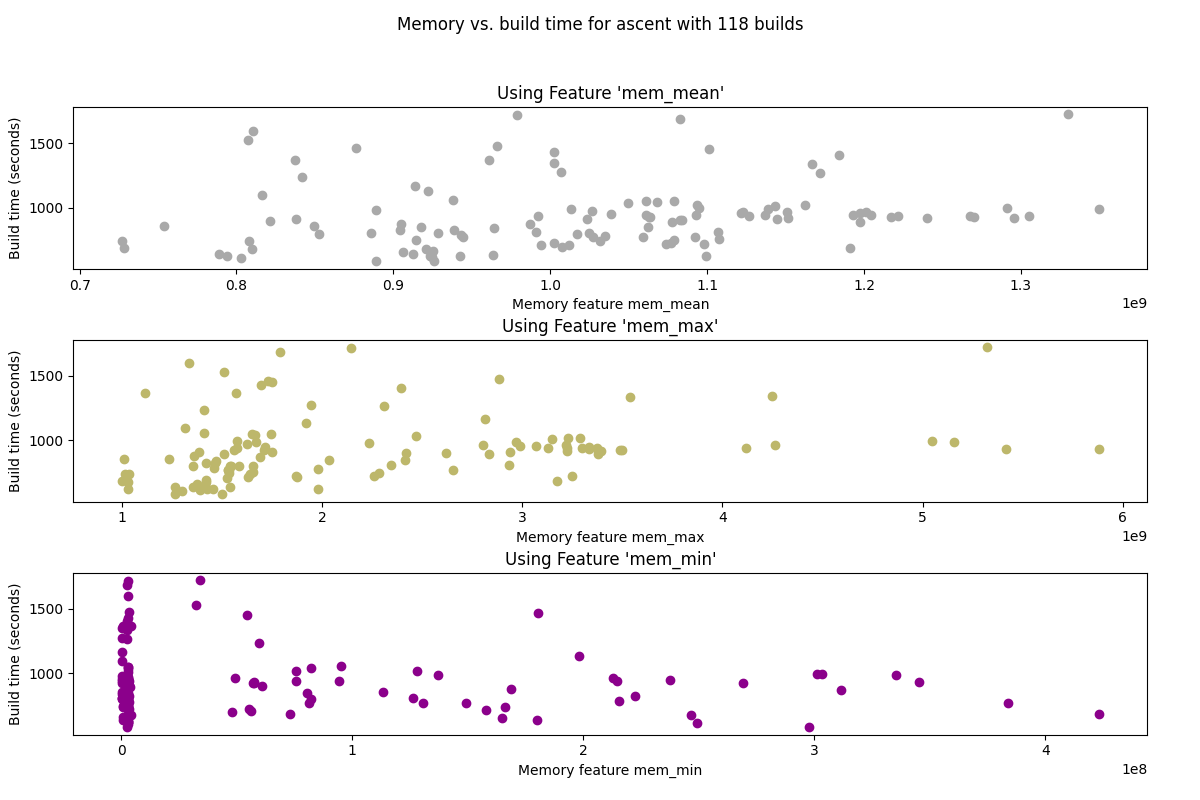 Memory vs. build time for ascent with 118 builds
Using Feature 'mem_mean'
Build time (seconds)
1500
1000
0.7 0.8 0.9 1.0 1.1 1.2 1.3
1e9
Memory feature mem_mean
Using Feature 'mem_max'
Build time (seconds)
1500
1000
1 2 3 4 5 6
1e9
Memory feature mem_max
Using Feature 'mem_min'
Build time (seconds)
1500
1000
0 1 2 3 4
1e8
Memory feature mem_min